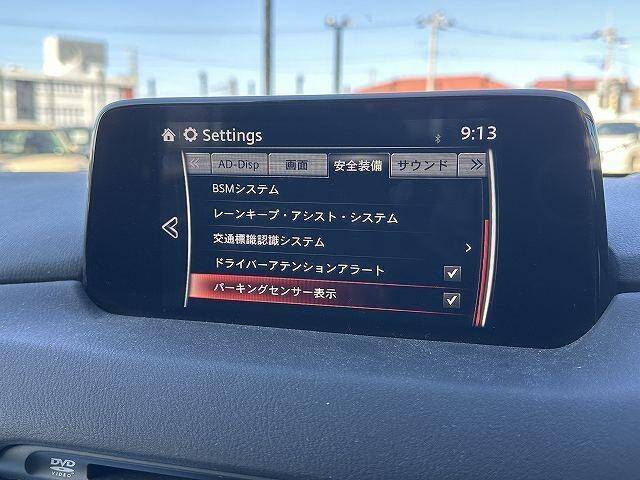 Settings 9:13
AD-Disp 画面 安全装備 サウンド
BSMシステム
レーンキープ・アシスト・システム
交通標識認識システム
ドライバーアテンションアラート
パーキングセンサー表示
DVD
VIDEO